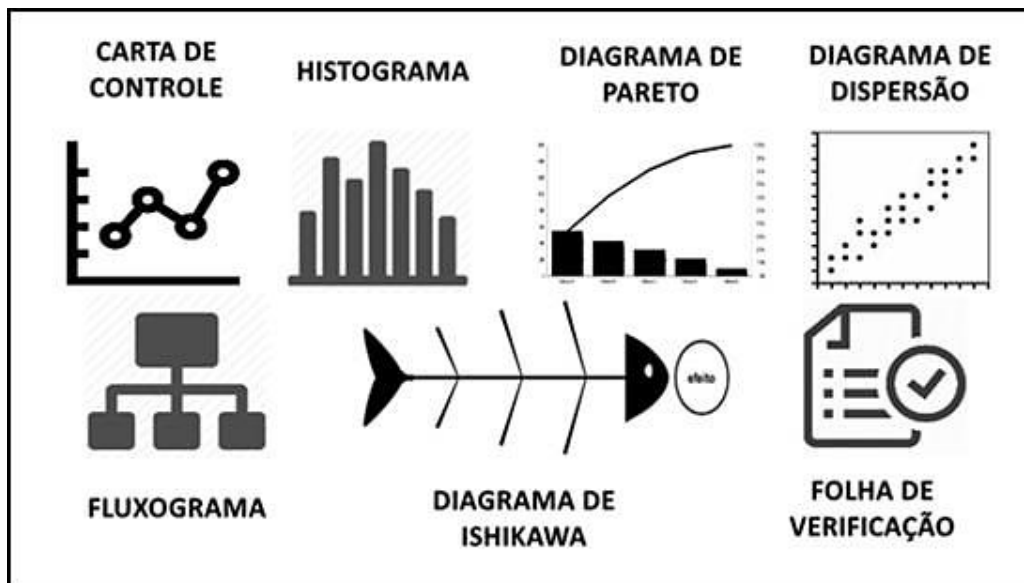 CARTA DE
CONTROLE
HISTOGRAMA
DIAGRAMA DE
PARETO
DIAGRAMA DE
DISPERSÃO
efeito
FLUXOGRAMA
DIAGRAMA DE
ISHIKAWA
FOLHA DE
VERIFICAÇÃO